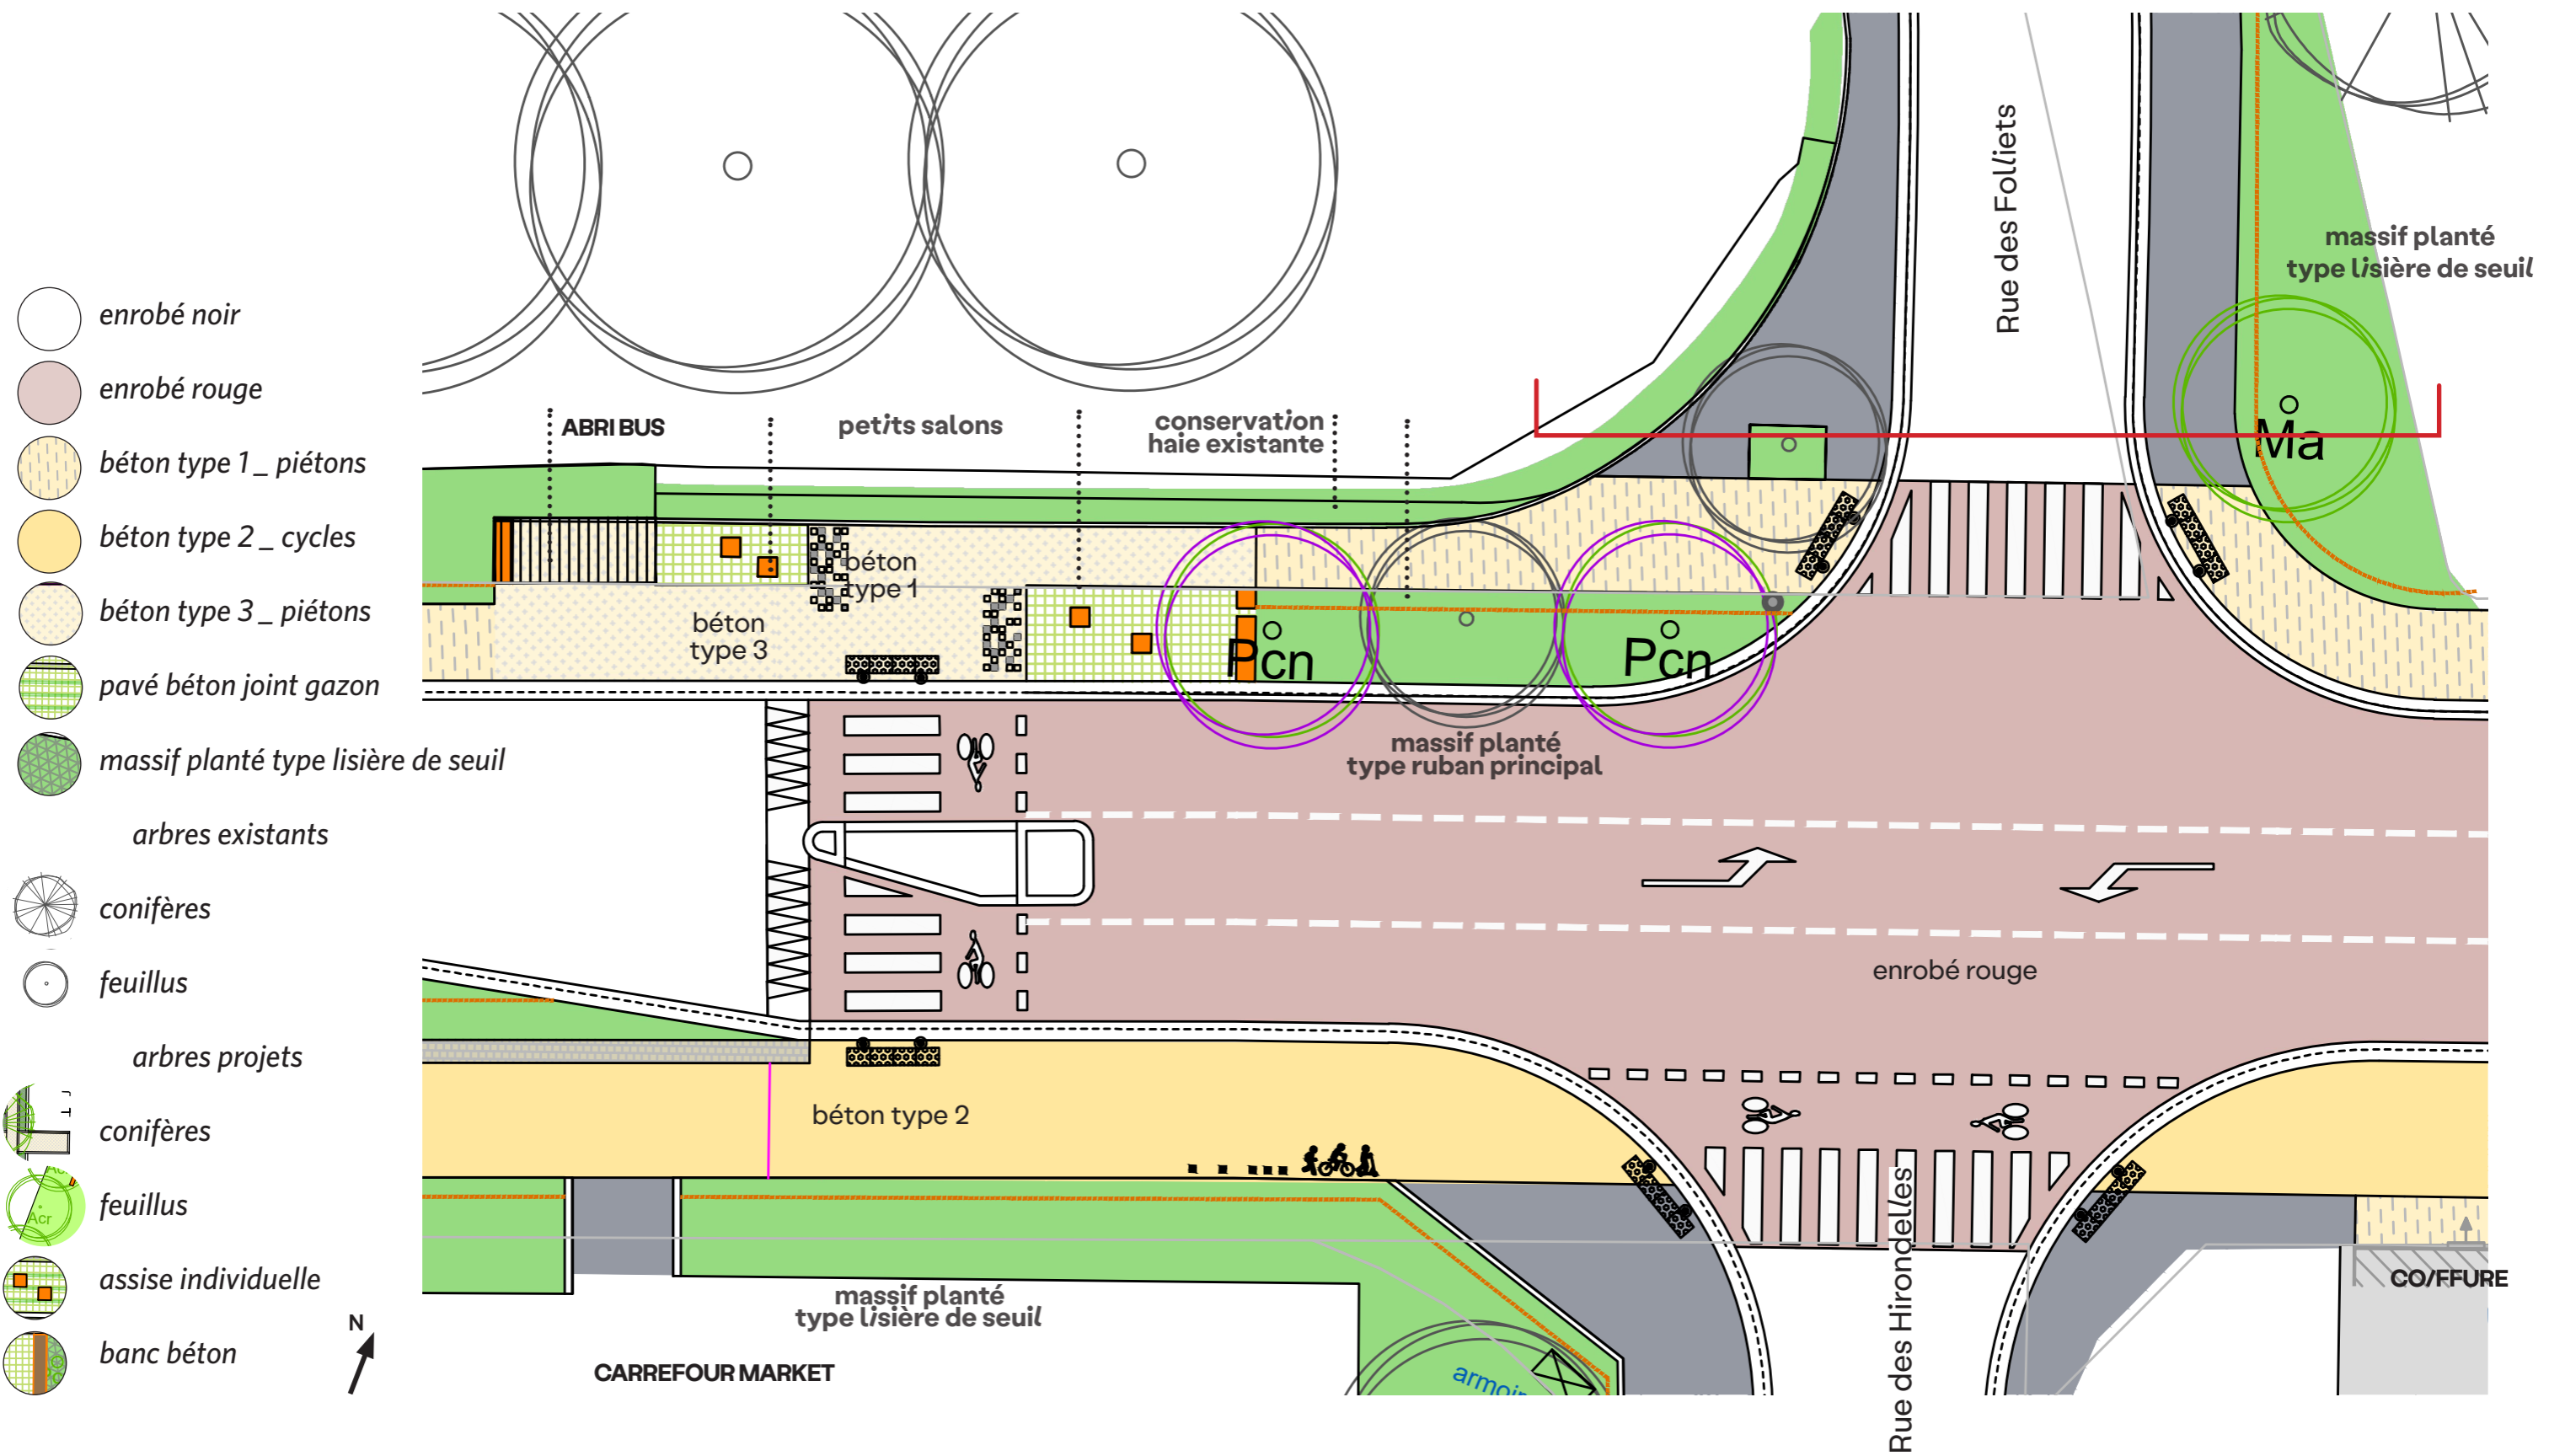 enrobé noir
enrobé rouge
béton type 1 _ piétons
béton type 2 _ cycles
béton type 3 _ piétons
pavé béton joint gazon
massif planté type lisière de seuil
arbres existants
conifères
feuillus
arbres projets
conifères
feuillus
Acr
assise individuelle
banc béton
N
ABRI BUS
petits salons
conservation
haie existante
Rue des Foliets
massif planté
type lisière de seuil
Ma
béton
type 1
béton
type 3
Pcn
Pcn
massif planté
type ruban principal
enrobé rouge
béton type 2
massif planté
type lisière de seuil
CARREFOUR MARKET
Rue des Hirondelles
CO/FFURE